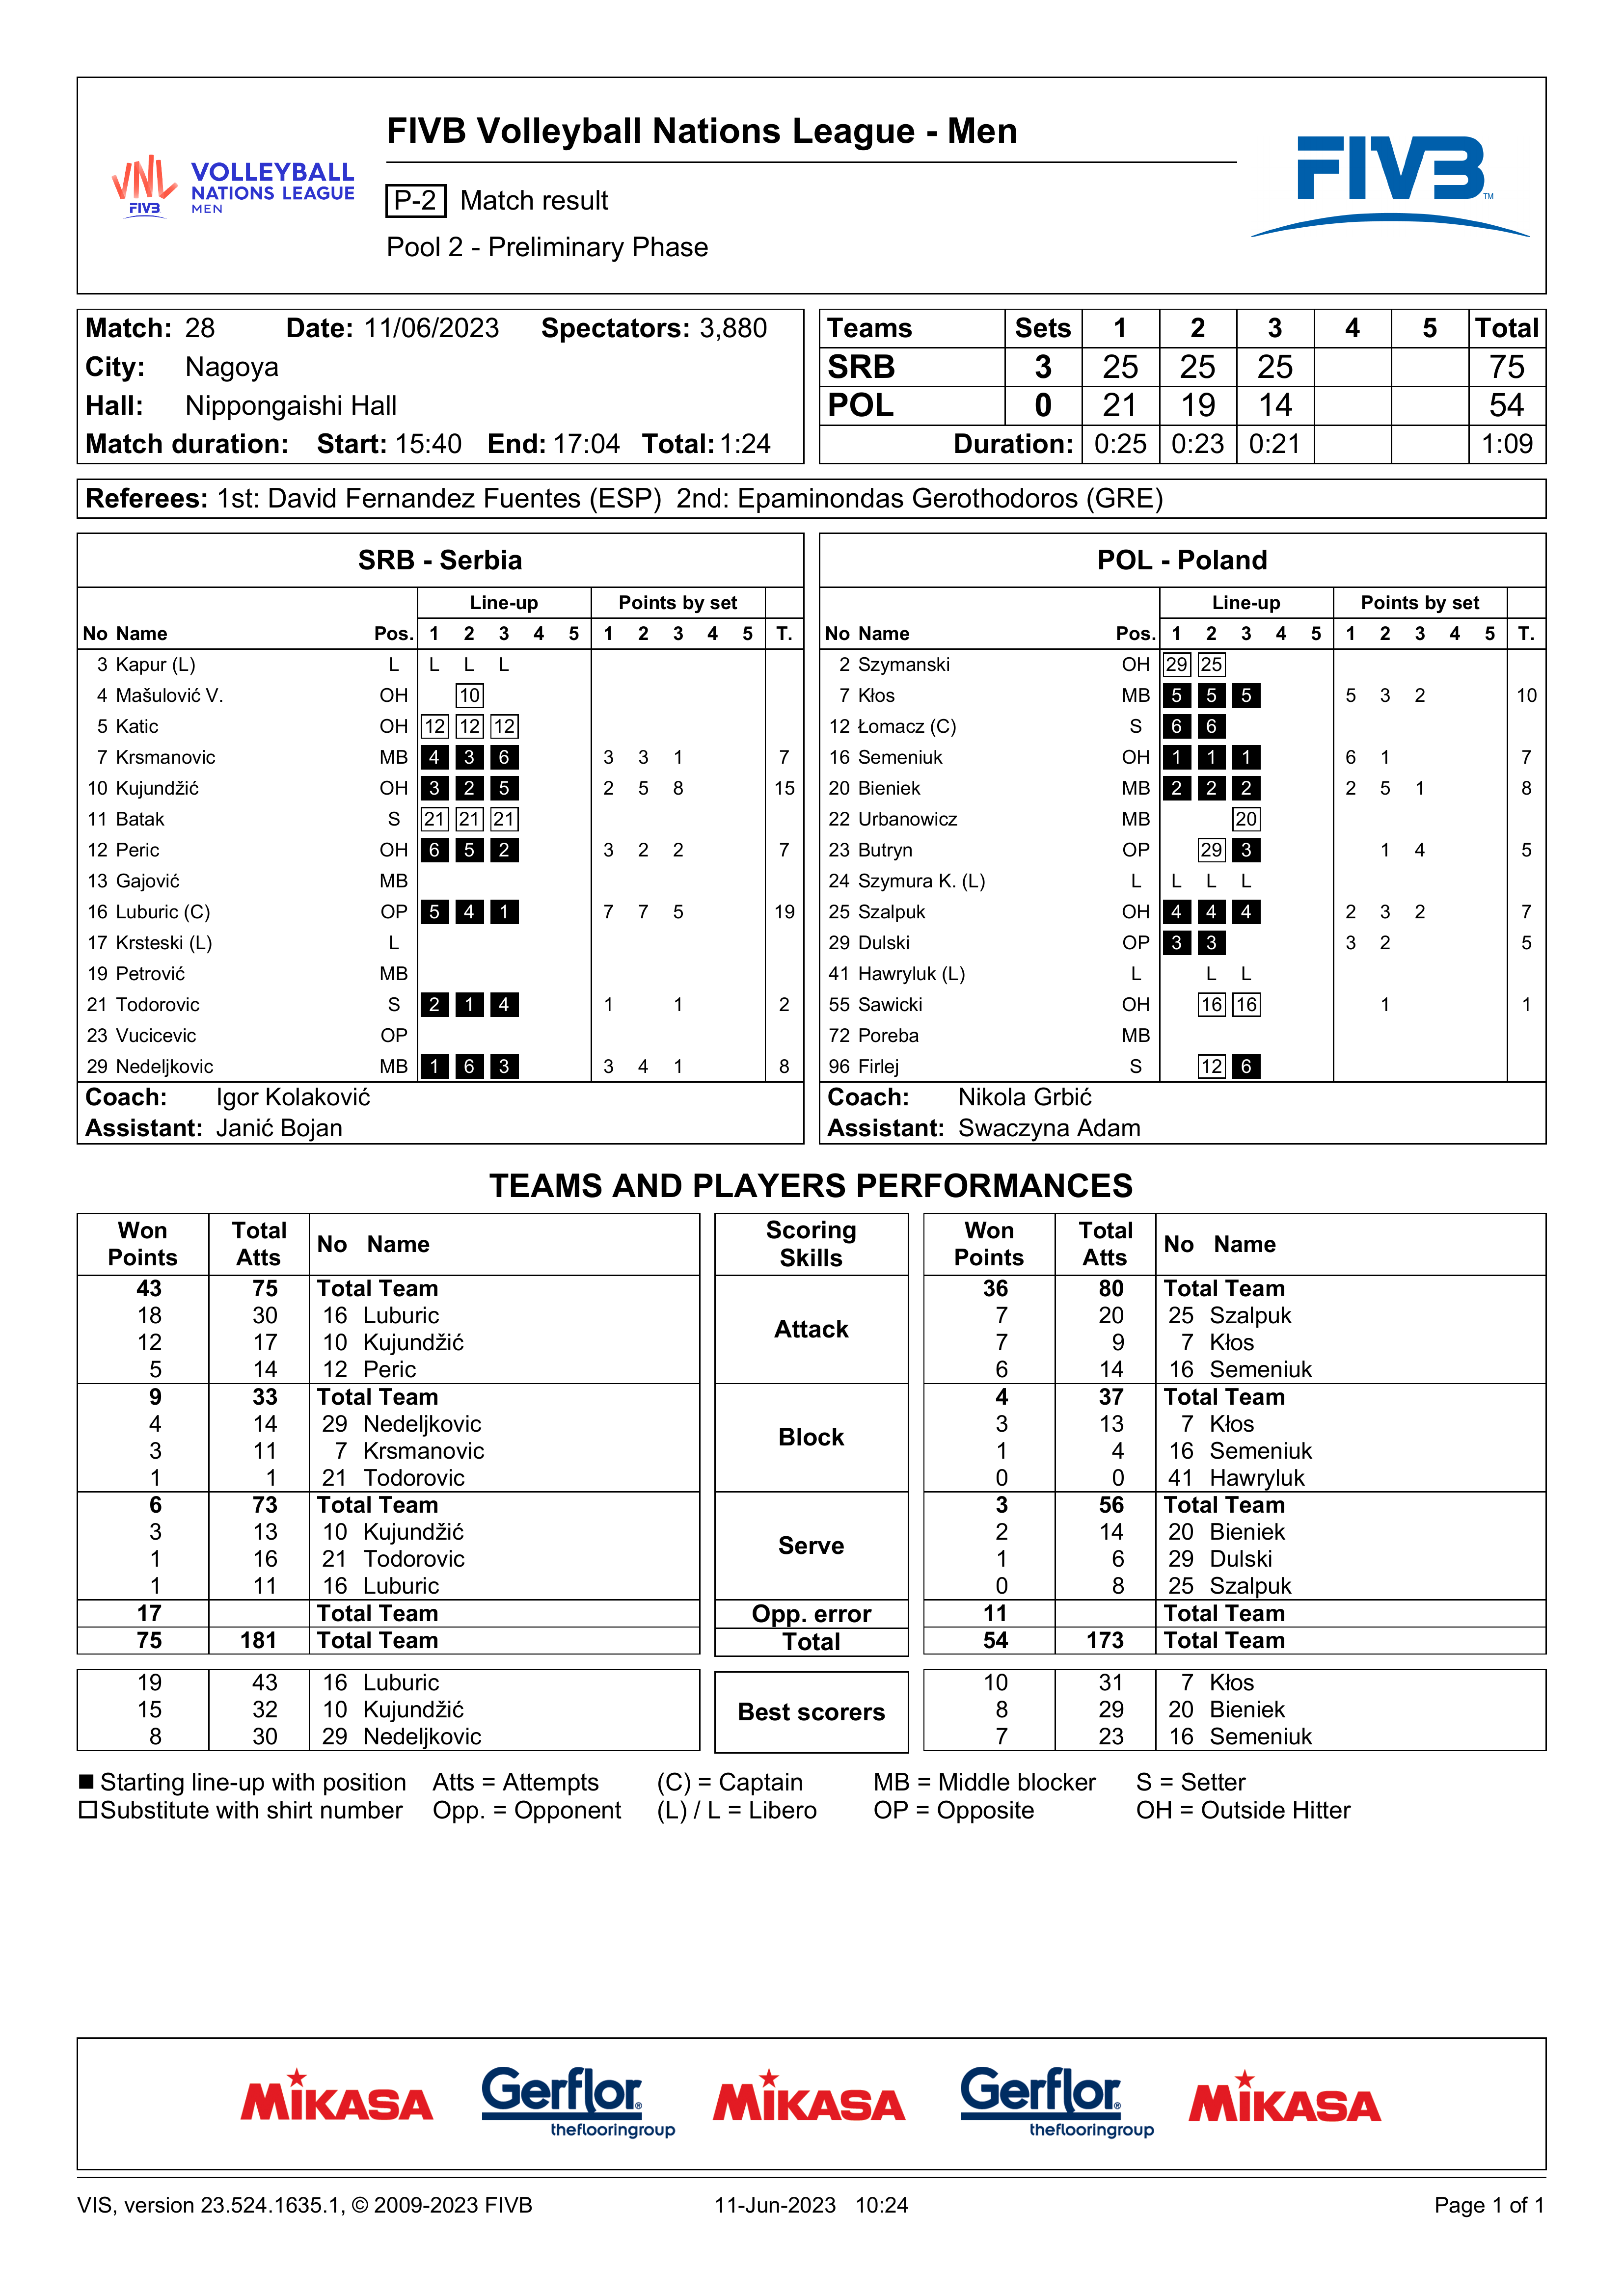 FIVB Volleyball Nations League - Men
VNL FIVB VOLLEYBALL NATIONS LEAGUE MEN
P-2 Match result
Pool 2 - Preliminary Phase
FIVB TM
Match: 28 Date: 11/06/2023 Spectators: 3,880
City: Nagoya
Hall: Nippongaishi Hall
Match duration: Start: 15:40 End: 17:04 Total: 1:24
Teams Sets 1 2 3 4 5 Total
SRB 3 25 25 25 75
POL 0 21 19 14 54
Duration: 0:25 0:23 0:21 1:09
Referees: 1st: David Fernandez Fuentes (ESP) 2nd: Epaminondas Gerothodoros (GRE)
SRB - Serbia
Line-up Points by set
No Name Pos. 1 2 3 4 5 1 2 3 4 5 T.
3 Kapur (L) L L L L
4 Mašulović V. OH 10
5 Katic OH 12 12 12
7 Krsmanovic MB 4 3 6 3 3 1 7
10 Kujundžić OH 3 2 5 2 5 8 15
11 Batak S 21 21 21
12 Peric OH 6 5 2 3 2 2 7
13 Gajović MB
16 Luburic (C) OP 5 4 1 7 7 5 19
17 Krsteski (L) L
19 Petrović MB
21 Todorovic S 2 1 4 1 1 2
23 Vucicevic OP
29 Nedeljkovic MB 1 6 3 3 4 1 8
Coach: Igor Kolaković
Assistant: Janić Bojan
POL - Poland
Line-up Points by set
No Name Pos. 1 2 3 4 5 1 2 3 4 5 T.
2 Szymanski OH 29 25
7 Kłos MB 5 5 5 5 3 2 10
12 Łomacz (C) S 6 6
16 Semeniuk OH 1 1 1 6 1 7
20 Bieniek MB 2 2 2 2 5 1 8
22 Urbanowicz MB 20
23 Butryn OP 29 3 1 4 5
24 Szymura K. (L) L L L L
25 Szalpuk OH 4 4 4 2 3 2 7
29 Dulski OP 3 3 3 2 5
41 Hawryluk (L) L L L
55 Sawicki OH 16 16 1 1
72 Poreba MB
96 Firlej S 12 6
Coach: Nikola Grbić
Assistant: Swaczyna Adam
TEAMS AND PLAYERS PERFORMANCES
Won Points Total Atts No Name Scoring Skills Won Points Total Atts No Name
43 75 Total Team Attack 36 80 Total Team
18 30 16 Luburic 7 20 25 Szalpuk
12 17 10 Kujundžić 7 9 7 Kłos
5 14 12 Peric 6 14 16 Semeniuk
9 33 Total Team Block 4 37 Total Team
4 14 29 Nedeljkovic 3 13 7 Kłos
3 11 7 Krsmanovic 1 4 16 Semeniuk
1 1 21 Todorovic 0 0 41 Hawryluk
6 73 Total Team Serve 3 56 Total Team
3 13 10 Kujundžić 2 14 20 Bieniek
1 16 21 Todorovic 1 6 29 Dulski
1 11 16 Luburic 0 8 25 Szalpuk
17 Total Team Opp. error 11 Total Team
75 181 Total Team Total 54 173 Total Team
19 43 16 Luburic Best scorers 10 31 7 Kłos
15 32 10 Kujundžić 8 29 20 Bieniek
8 30 29 Nedeljkovic 7 23 16 Semeniuk
Starting line-up with position Atts = Attempts (C) = Captain MB = Middle blocker S = Setter
Substitute with shirt number Opp. = Opponent (L) / L = Libero OP = Opposite OH = Outside Hitter
MIKASA Gerflor® theflooringgroup MIKASA Gerflor® theflooringgroup MIKASA
VIS, version 23.524.1635.1, © 2009-2023 FIVB 11-Jun-2023 10:24 Page 1 of 1